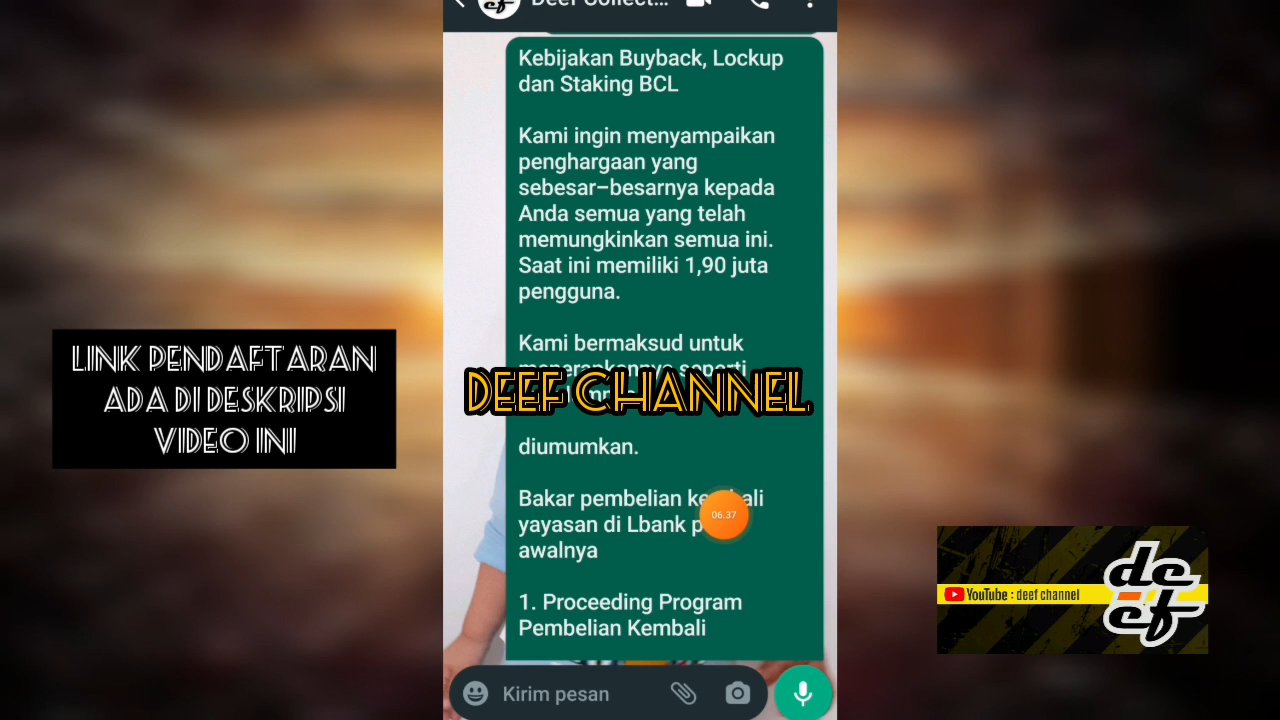 Kebijakan Buyback, Lockup
dan Staking BCL
Kami ingin menyampaikan
penghargaan yang
sebesar–besarnya kepada
Anda semua yang telah
memungkinkan semua ini.
Saat ini memiliki 1,90 juta
pengguna.
Kami bermaksud untuk
seperti
DEEF CHANNEL
diumumkan.
Bakar pembelian
yayasan di Lbank
awalnya
06.37
1. Proceeding Program
Pembelian Kembali
Kirim pesan
LINK PENDAFTARAN
ADA DI DESKRIPSI
VIDEO INI
YouTube : deef channel
deef